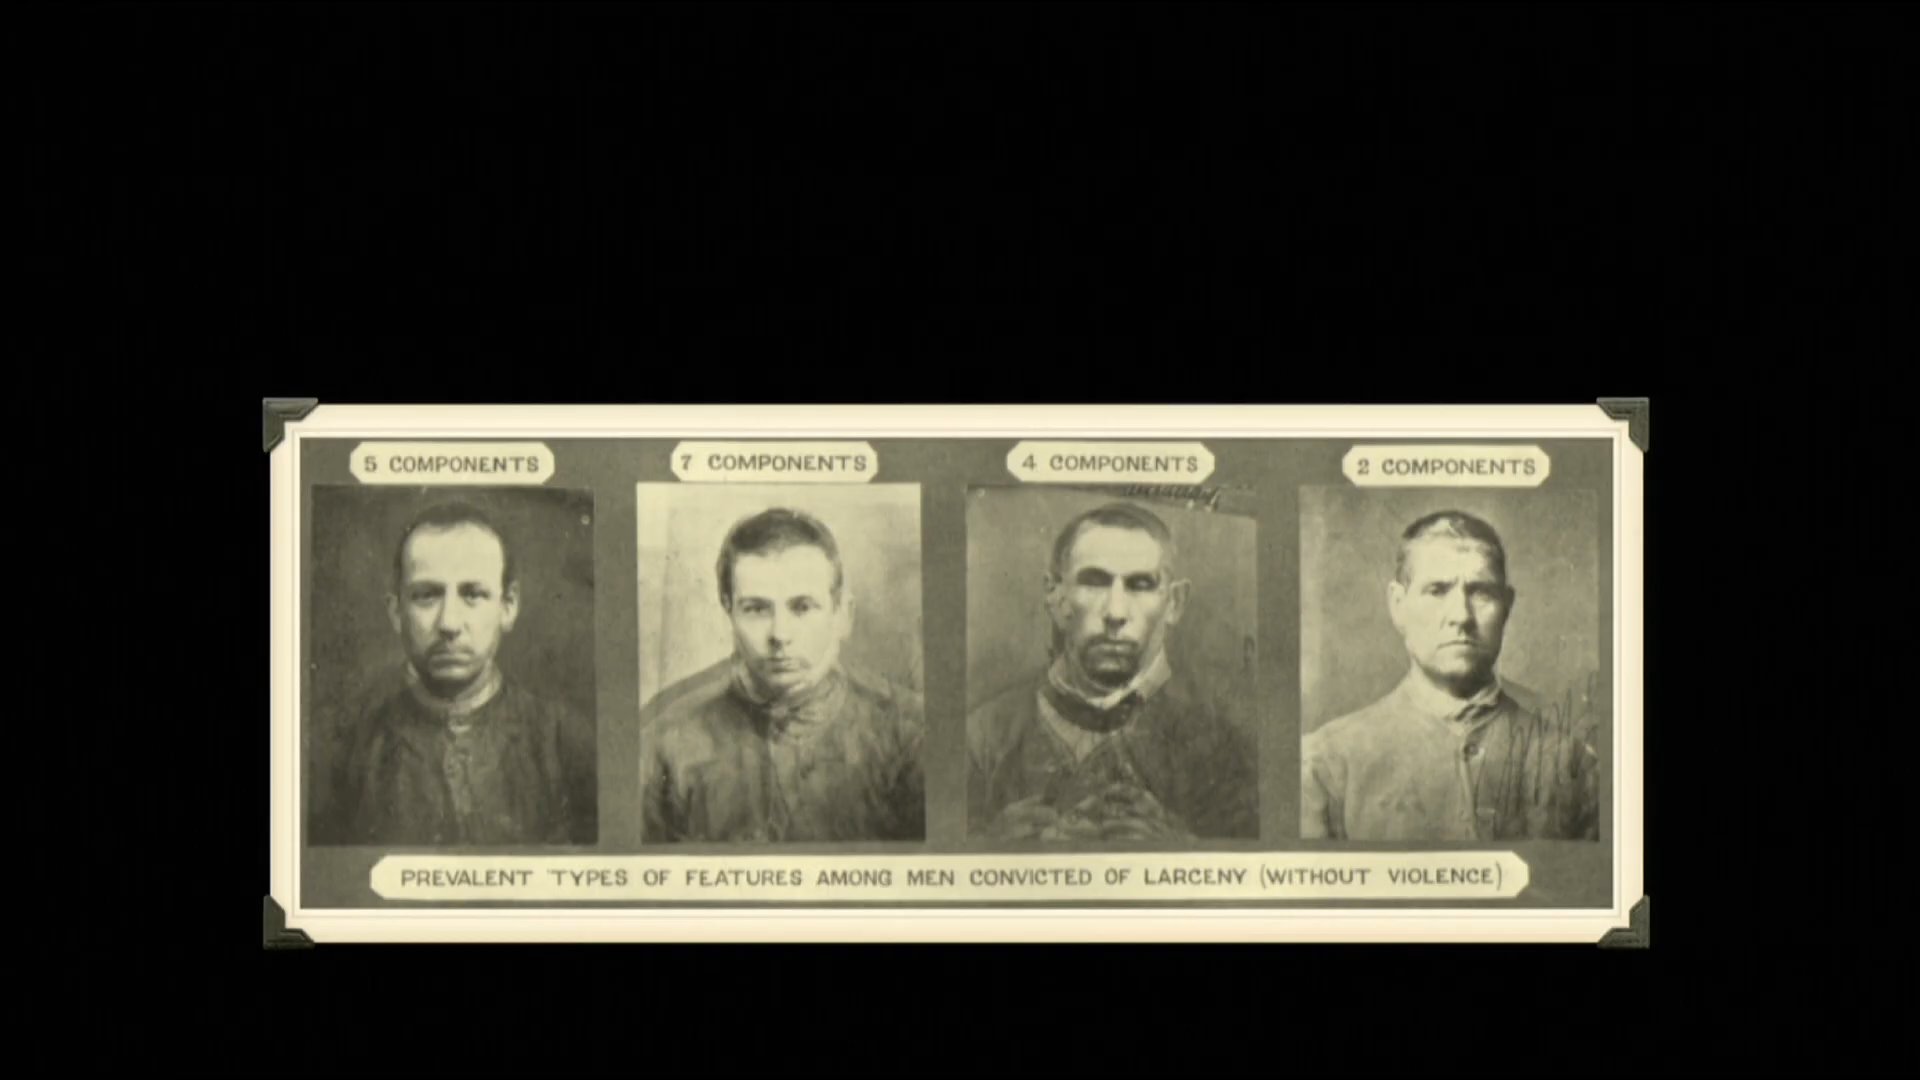 5 COMPONENTS
7 COMPONENTS
4 COMPONENTS
2 COMPONENTS
PREVALENT TYPES OF FEATURES AMONG MEN CONVICTED OF LARCENY (WITHOUT VIOLENCE)